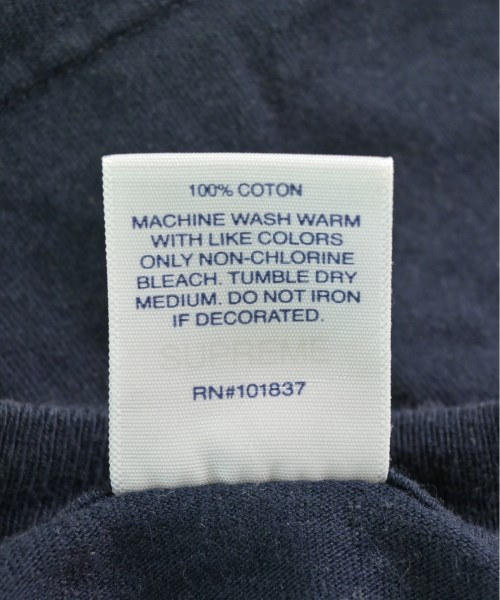 100% COTON
MACHINE WASH WARM
WITH LIKE COLORS
ONLY NON-CHLORINE
BLEACH. TUMBLE DRY
MEDIUM. DO NOT IRON
IF DECORATED.
SUPREME
RN#101837